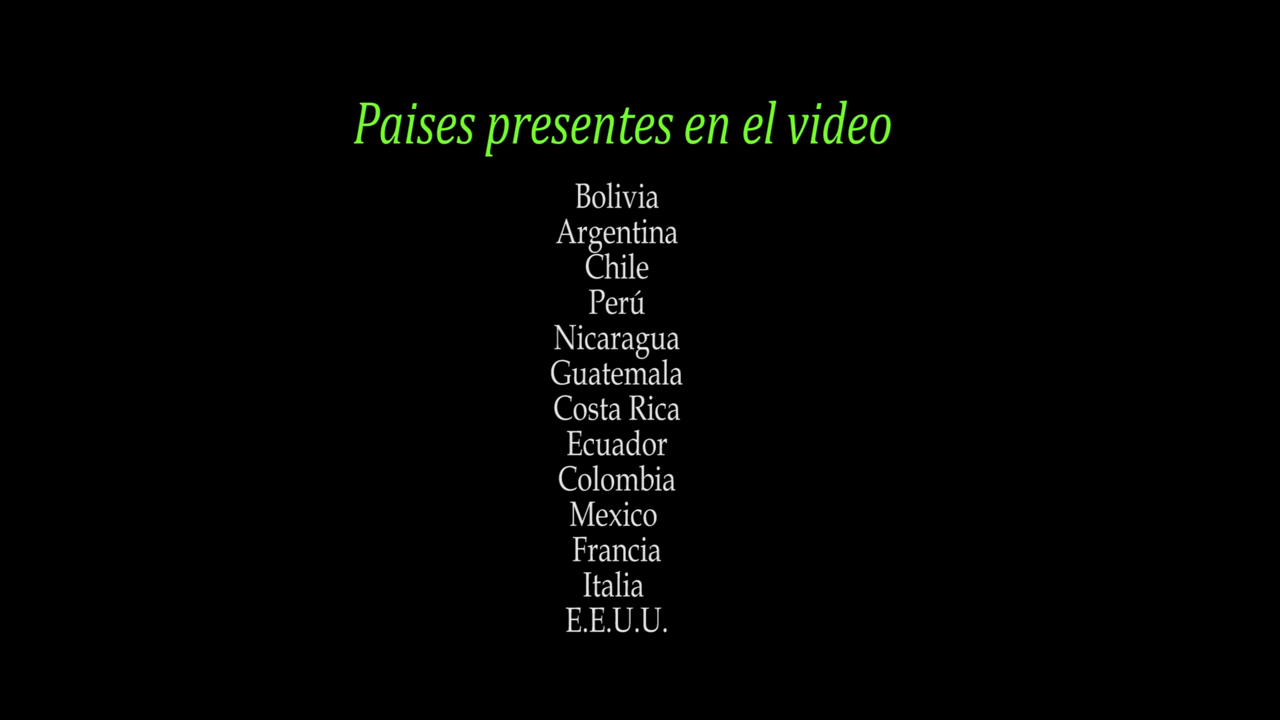 Paises presentes en el video
Bolivia
Argentina
Chile
Perú
Nicaragua
Guatemala
Costa Rica
Ecuador
Colombia
Mexico
Francia
Italia
E.E.U.U.